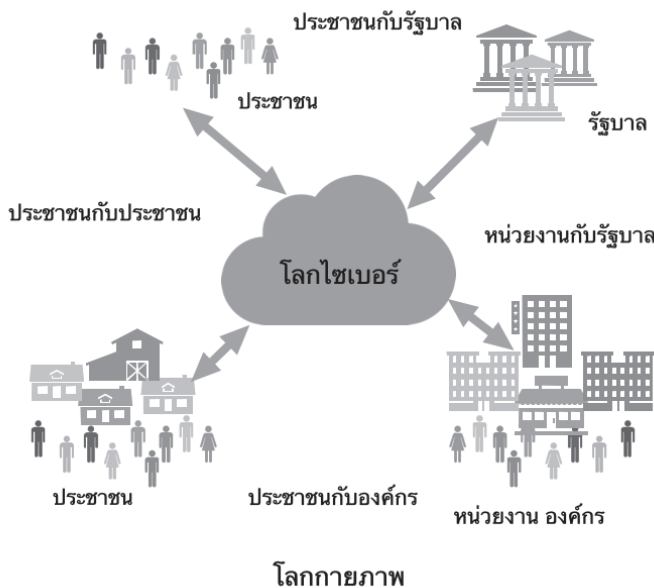 ประชาชนกับรัฐบาล
ประชาชน
รัฐบาล
ประชาชนกับประชาชน
หน่วยงานกับรัฐบาล
โลกไซเบอร์
ประชาชน
ประชาชนกับองค์กร
หน่วยงาน องค์กร
โลกกายภาพ